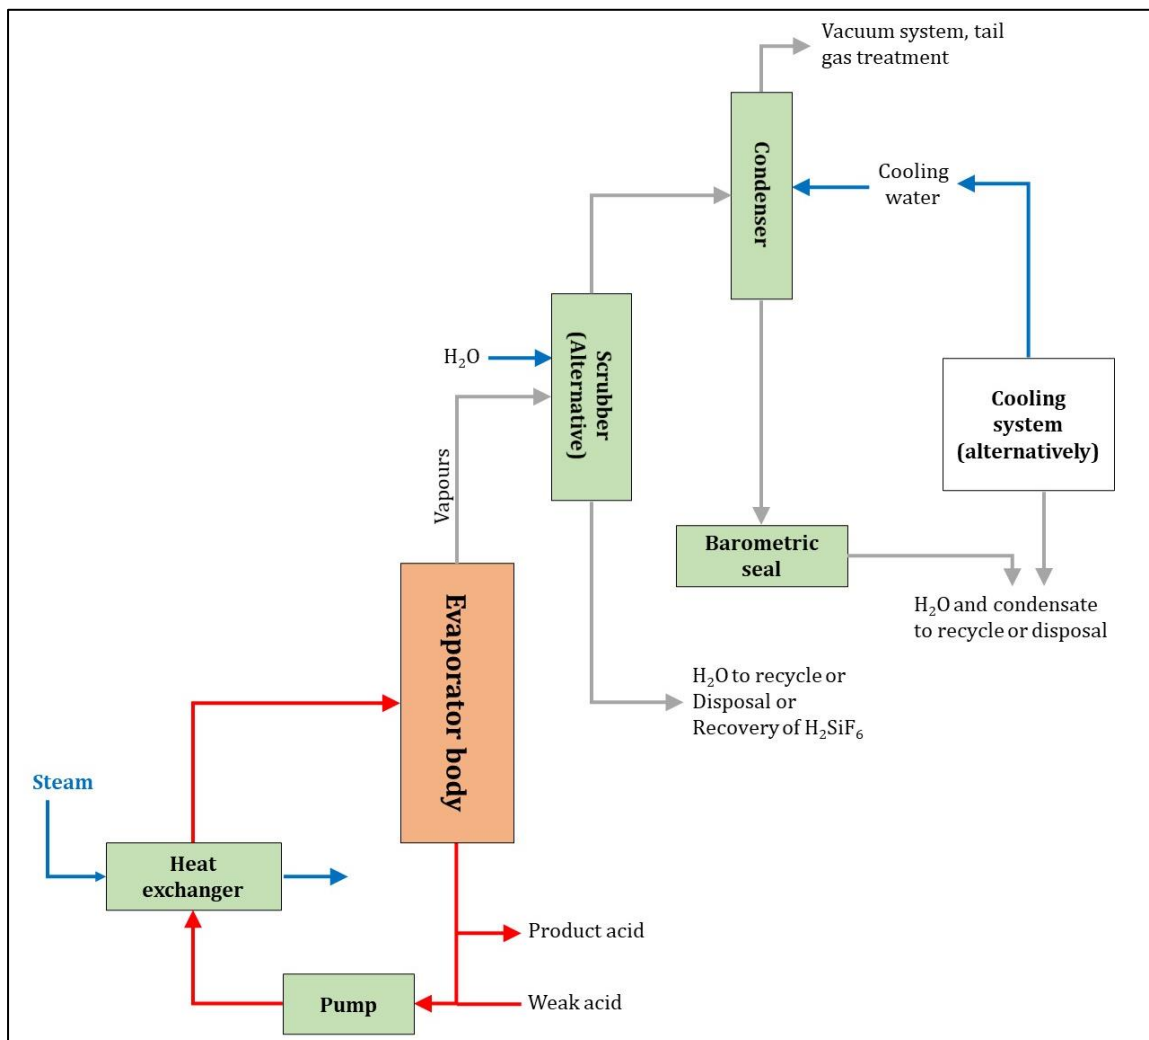 Vacuum system, tail
gas treatment
Condenser
Cooling
water
H₂O
Scrubber
(Alternative)
Cooling
system
(alternatively)
Vapours.
Barometric
seal
H₂O and condensate
to recycle or disposal
Evaporator body
H₂O to recycle or
Disposal or
Recovery of H₂SiF₆
Steam
Heat
exchanger
Product acid
Pump
Weak acid